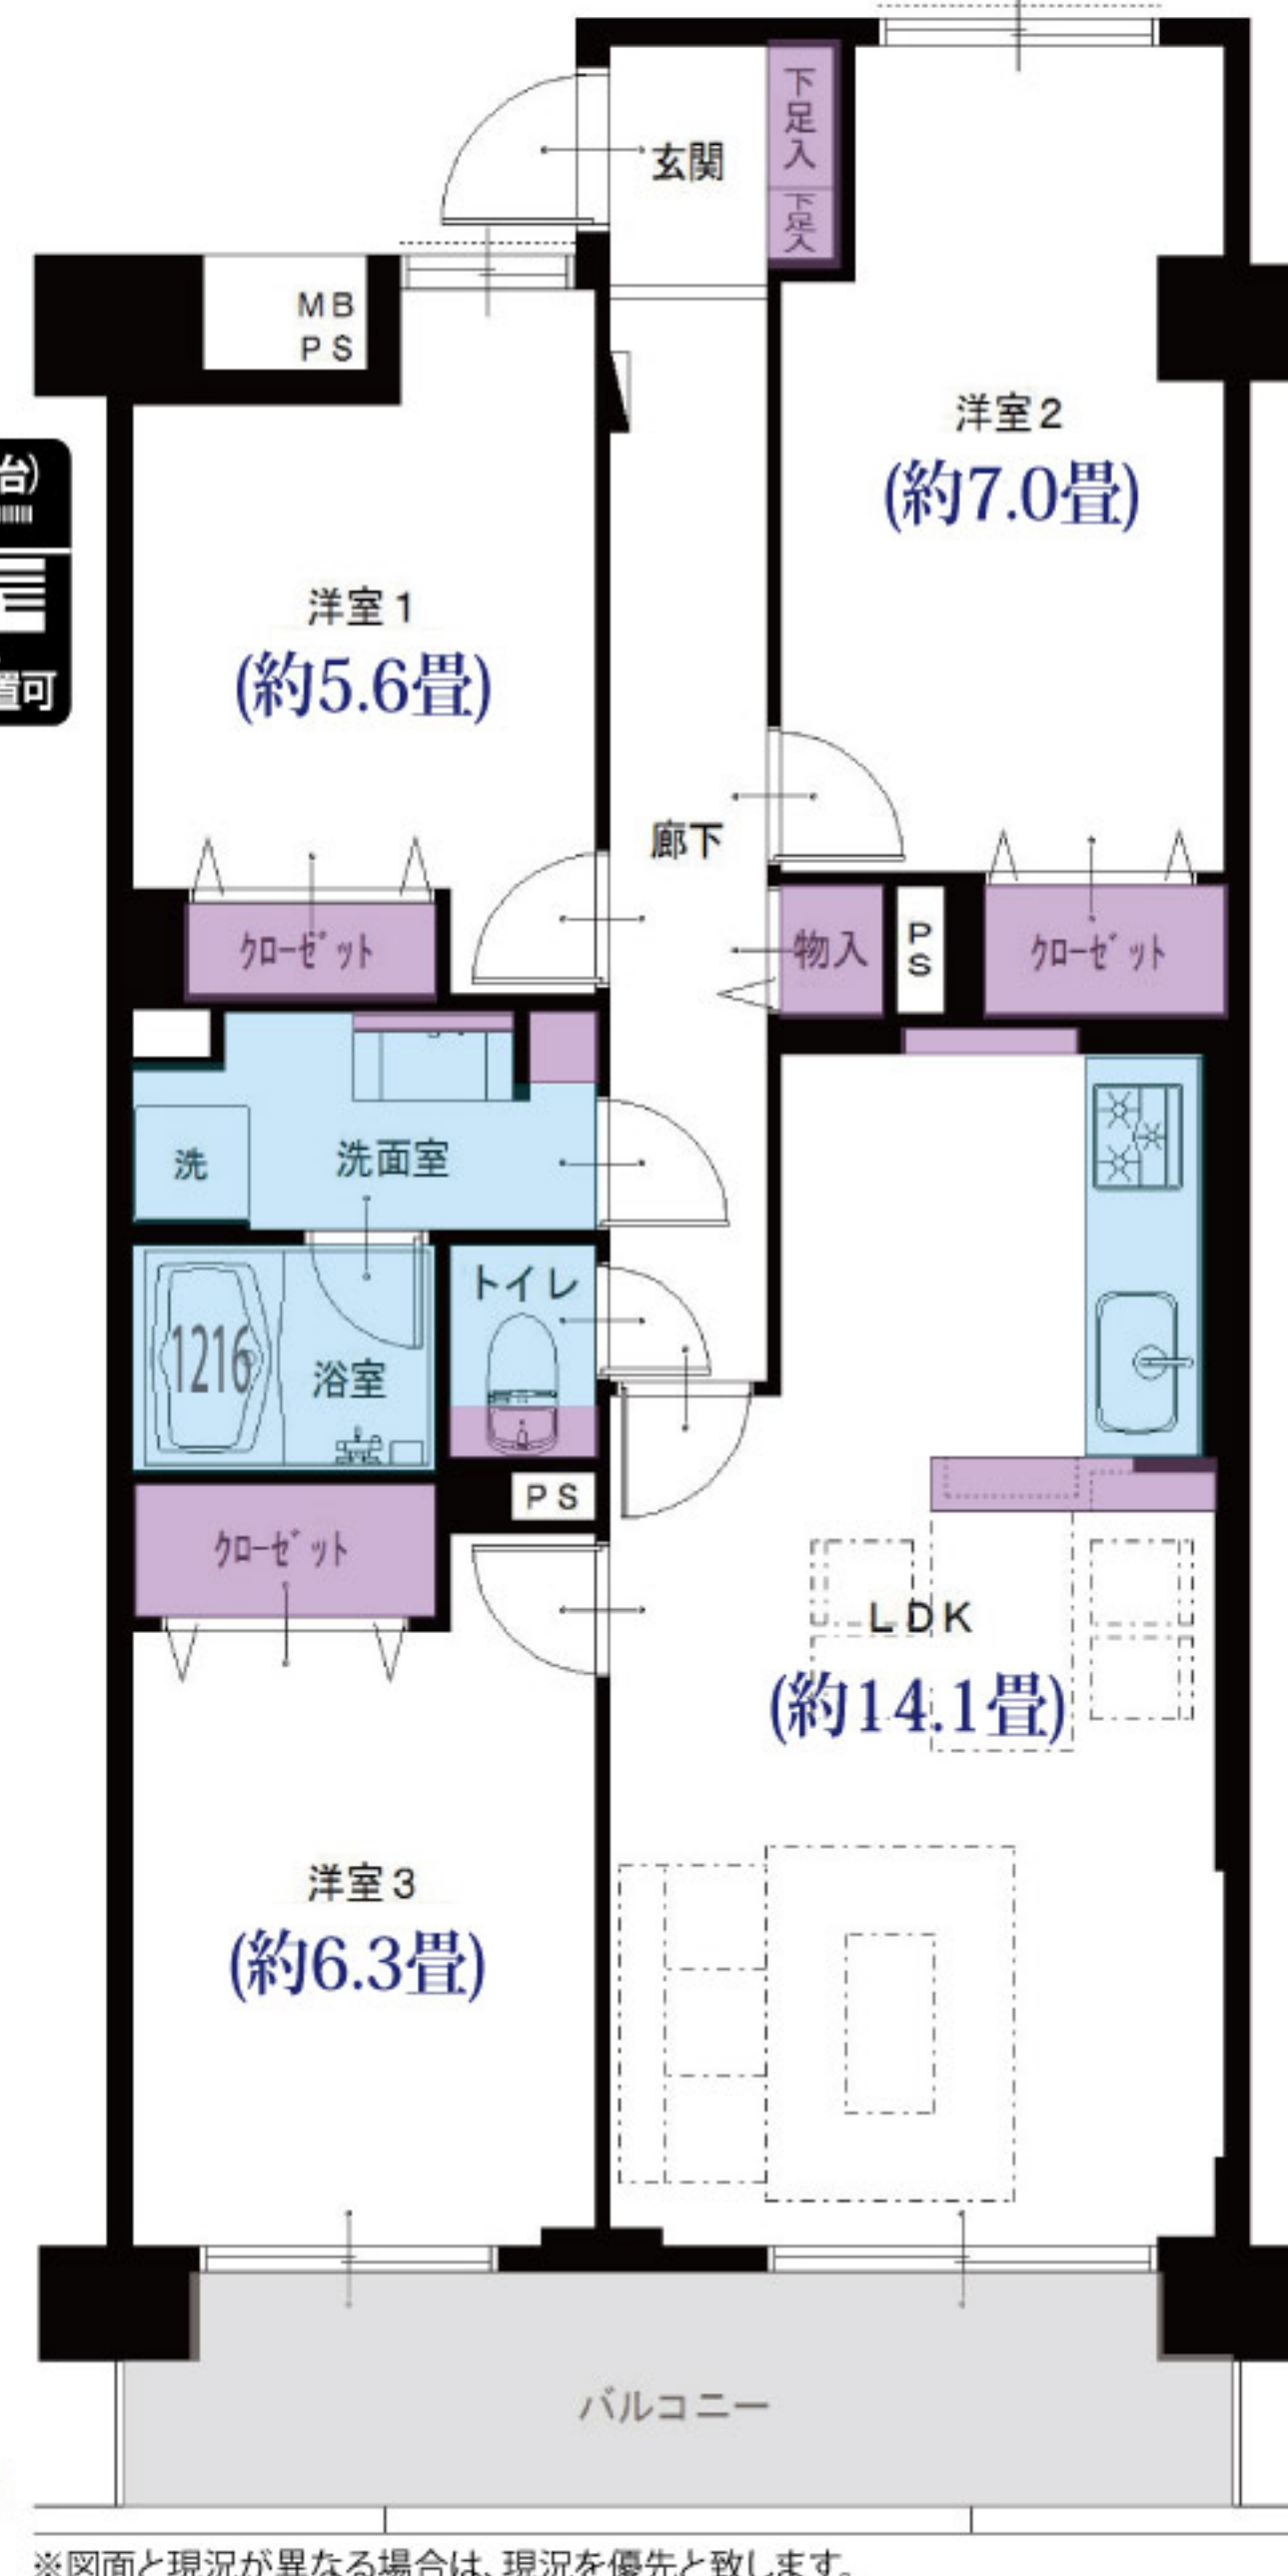 下足入
玄関
下足入
MB
PS
台)
洋室2
(約7.0畳)
洋室1
(約5.6畳)
置可
廊下
クローゼット
物入
PS
クローゼット
洗
洗面室
トイレ
1216
浴室
PS
クローゼット
LDK
(約14.1畳)
洋室3
(約6.3畳)
バルコニー
※図面と現況が異なる場合は、現況を優先と致します。